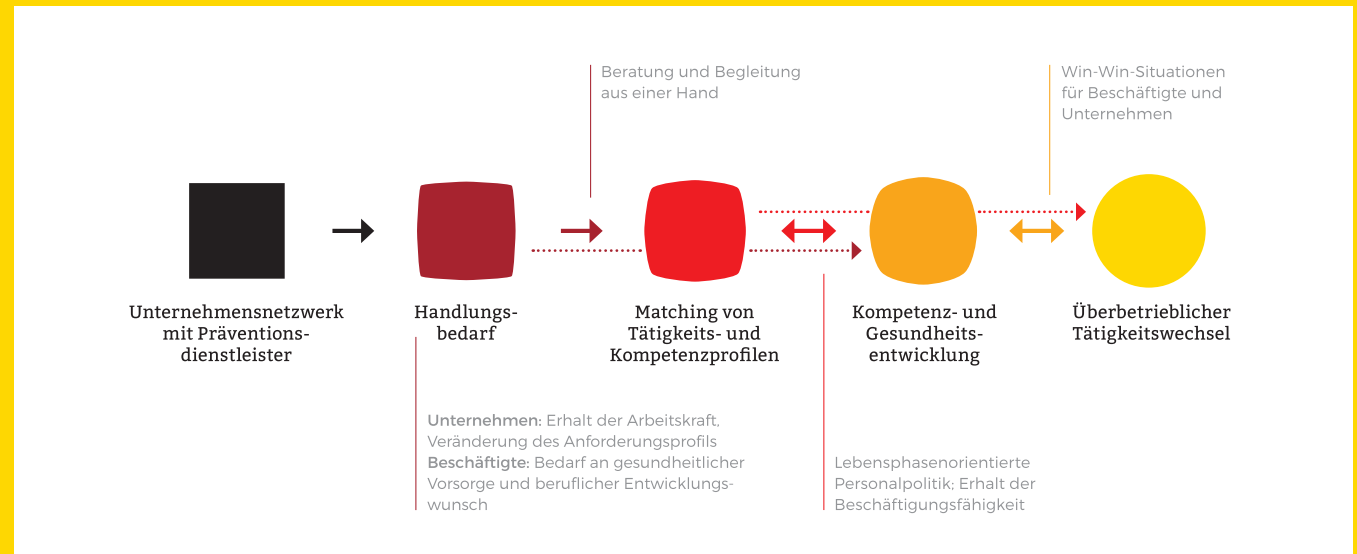 Beratung und Begleitung
aus einer Hand
Win-Win-Situationen
für Beschäftigte und
Unternehmen
Unternehmensnetzwerk
mit Präventions-
dienstleister
Handlungs-
bedarf
Matching von
Tätigkeits- und
Kompetenzprofilen
Kompetenz- und
Gesundheits-
entwicklung
Überbetrieblicher
Tätigkeitswechsel
Unternehmen: Erhalt der Arbeitskraft,
Veränderung des Anforderungsprofils
Beschäftigte: Bedarf an gesundheitlicher
Vorsorge und beruflicher Entwicklungs-
wunsch
Lebensphasenorientierte
Personalpolitik; Erhalt der
Beschäftigungsfähigkeit